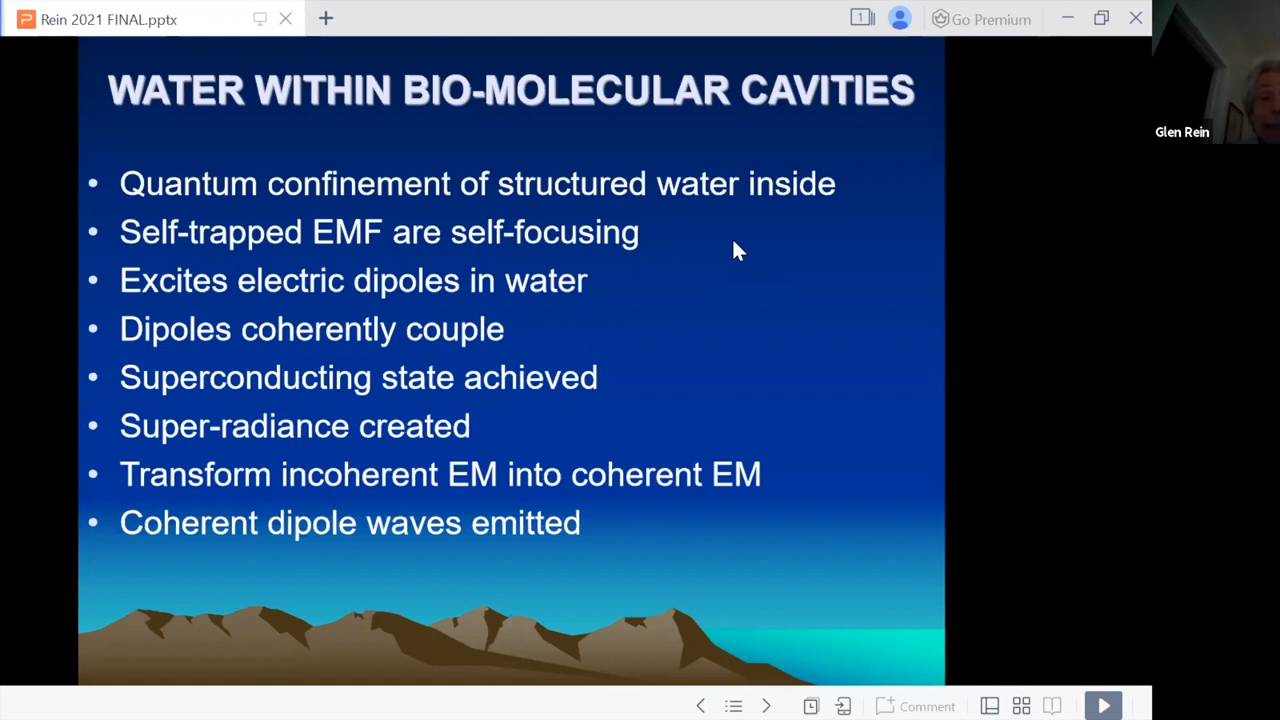 Rein 2021 FINAL.pptx
1
Go Premium
WATER WITHIN BIO-MOLECULAR CAVITIES
• Quantum confinement of structured water inside
• Self-trapped EMF are self-focusing
• Excites electric dipoles in water
• Dipoles coherently couple
• Superconducting state achieved
• Super-radiance created
• Transform incoherent EM into coherent EM
• Coherent dipole waves emitted
Glen Rein
Comment